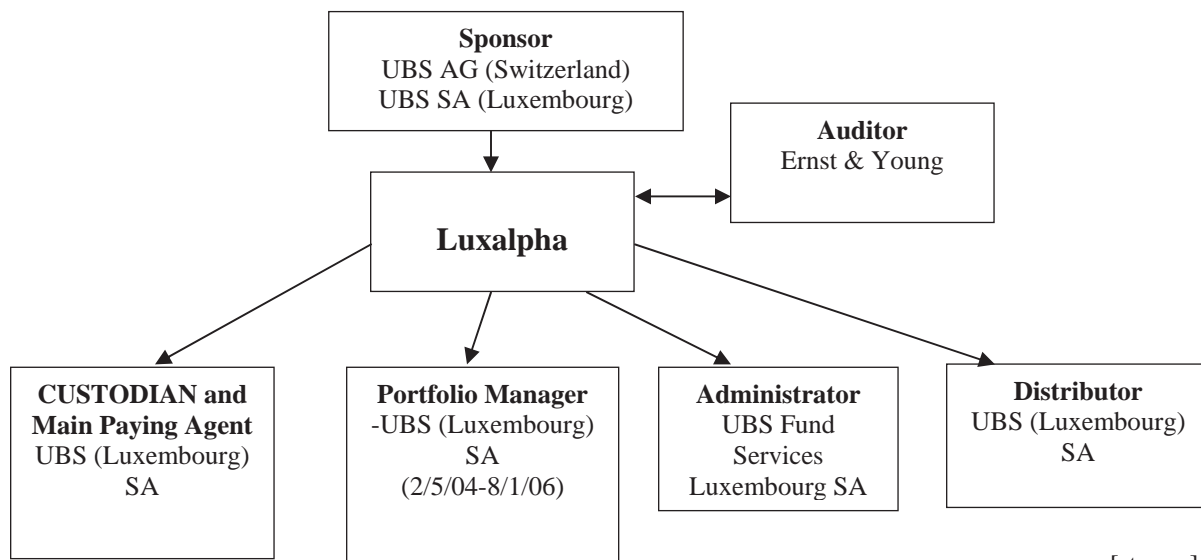 Sponsor
UBS AG (Switzerland)
UBS SA (Luxembourg)
Auditor
Ernst & Young
Luxalpha
CUSTODIAN and
Main Paying Agent
UBS (Luxembourg)
SA
Portfolio Manager
-UBS (Luxembourg)
SA
(2/5/04-8/1/06)
Administrator
UBS Fund
Services
Luxembourg SA
Distributor
UBS (Luxembourg)
SA